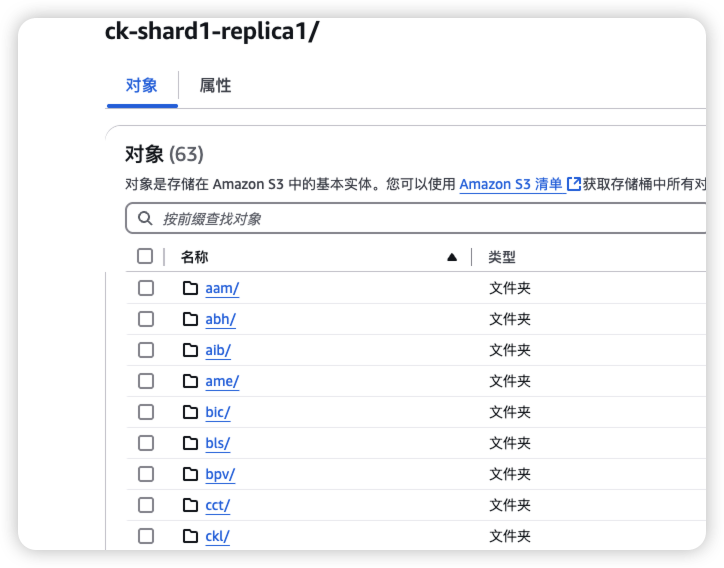 ck-shard1-replica1/
对象 属性
对象 (63)
对象是存储在 Amazon S3 中的基本实体。您可以使用 Amazon S3 清单 获取存储桶中所有对
按前缀查找对象
名称 类型
aam/ 文件夹
abh/ 文件夹
aib/ 文件夹
ame/ 文件夹
bic/ 文件夹
bls/ 文件夹
bpv/ 文件夹
cct/ 文件夹
ckl/ 文件夹